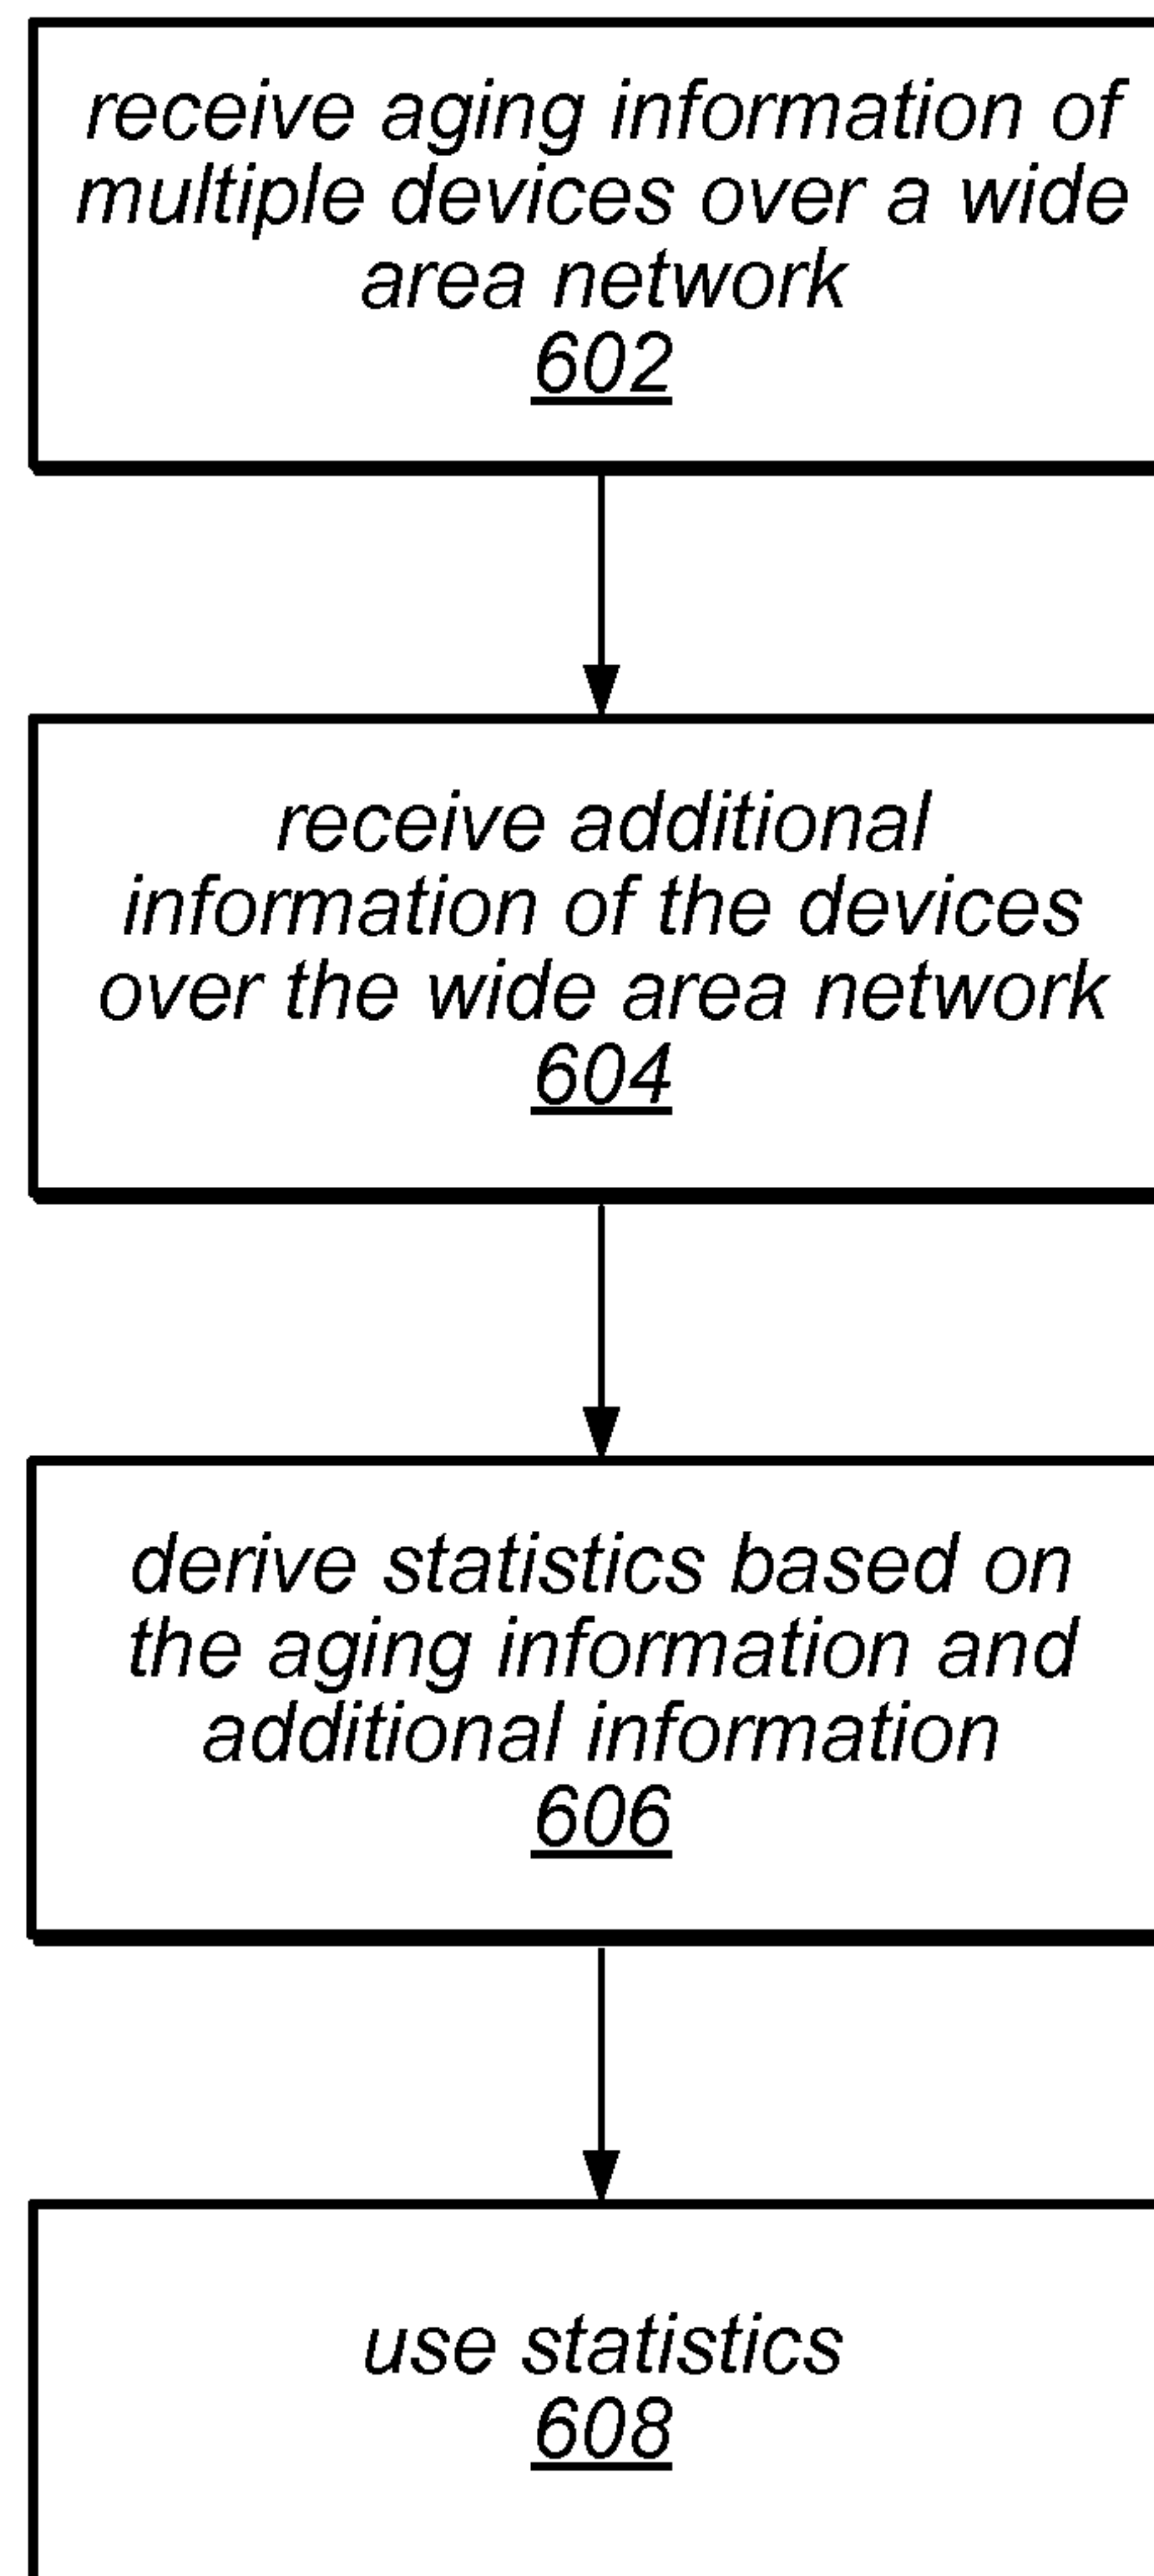 receive aging information of
multiple devices over a wide
area network
602
receive additional
information of the devices
over the wide area network
604
derive statistics based on
the aging information and
additional information
606
use statistics
608